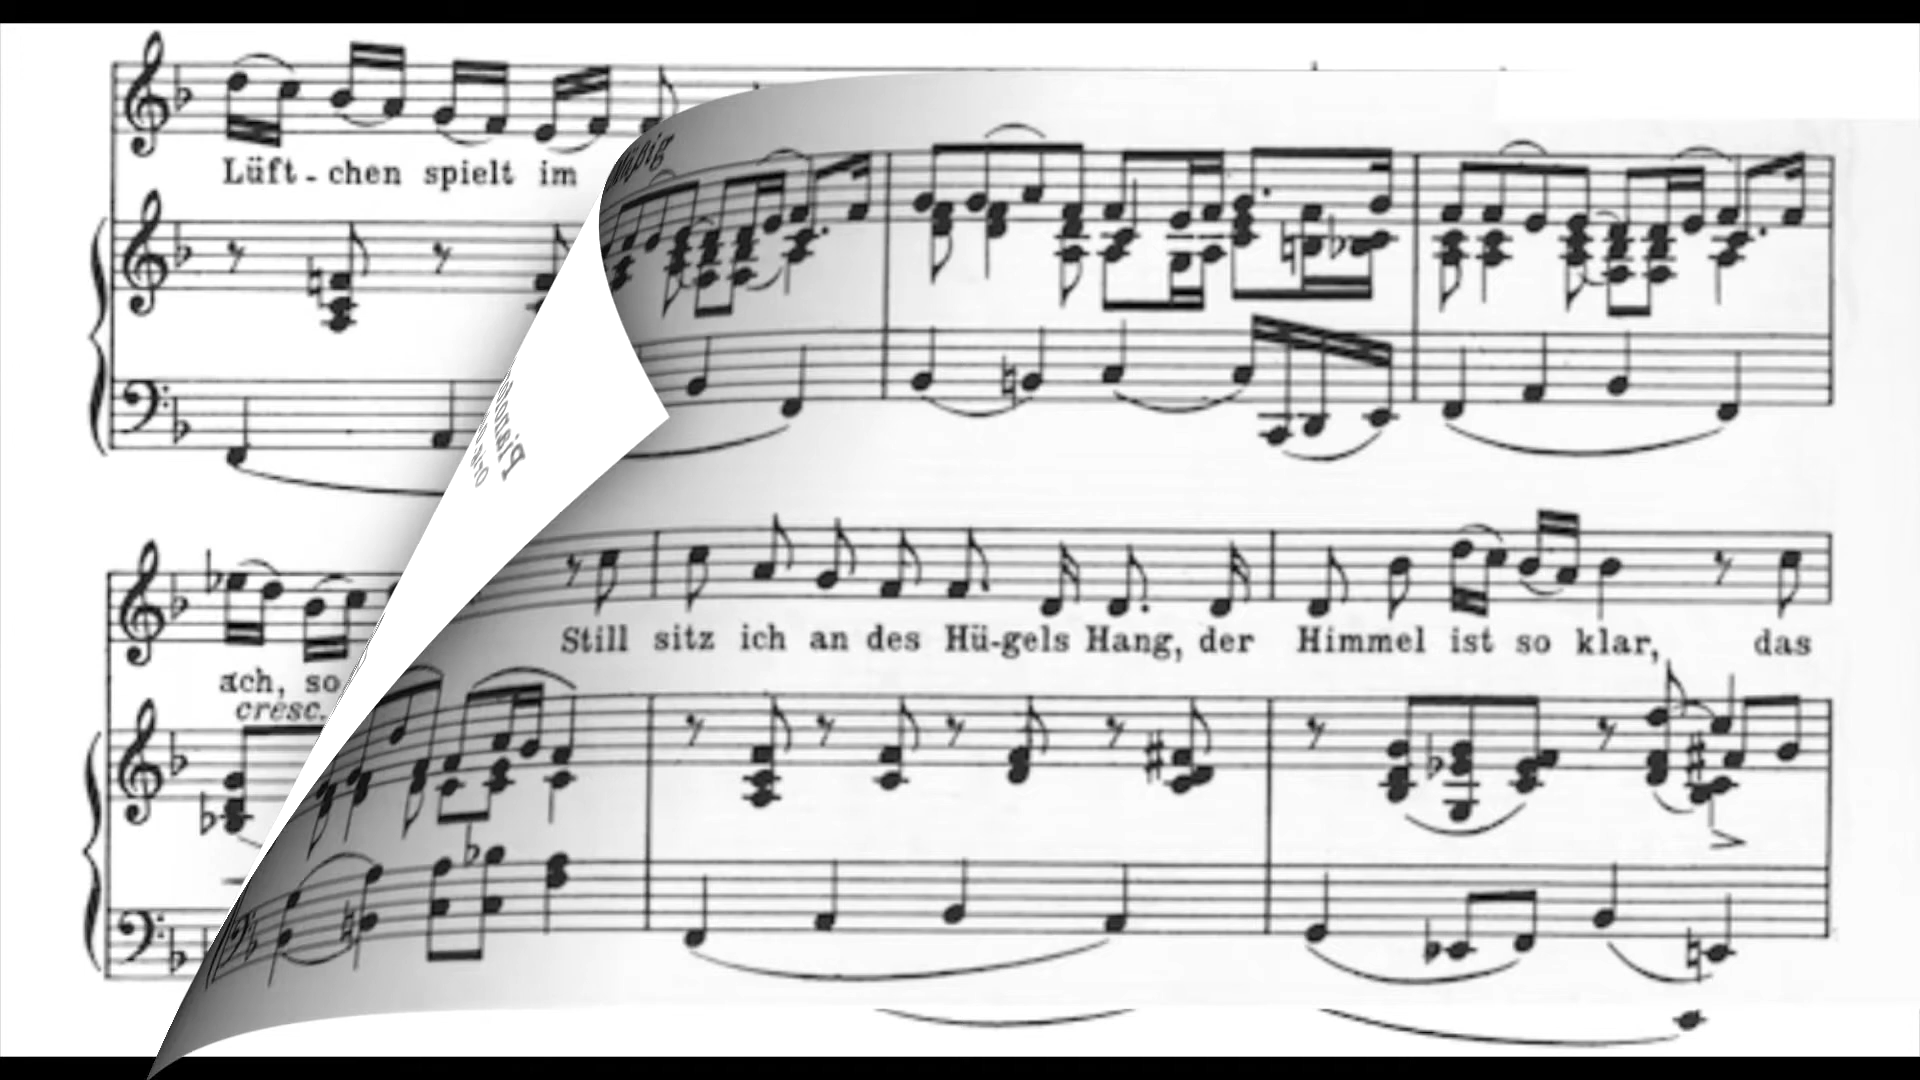 Lüft - chen spielt im
Still sitz ich an des Hü-gels Hang, der Himmel ist so klar, das
ach, so
cresc.